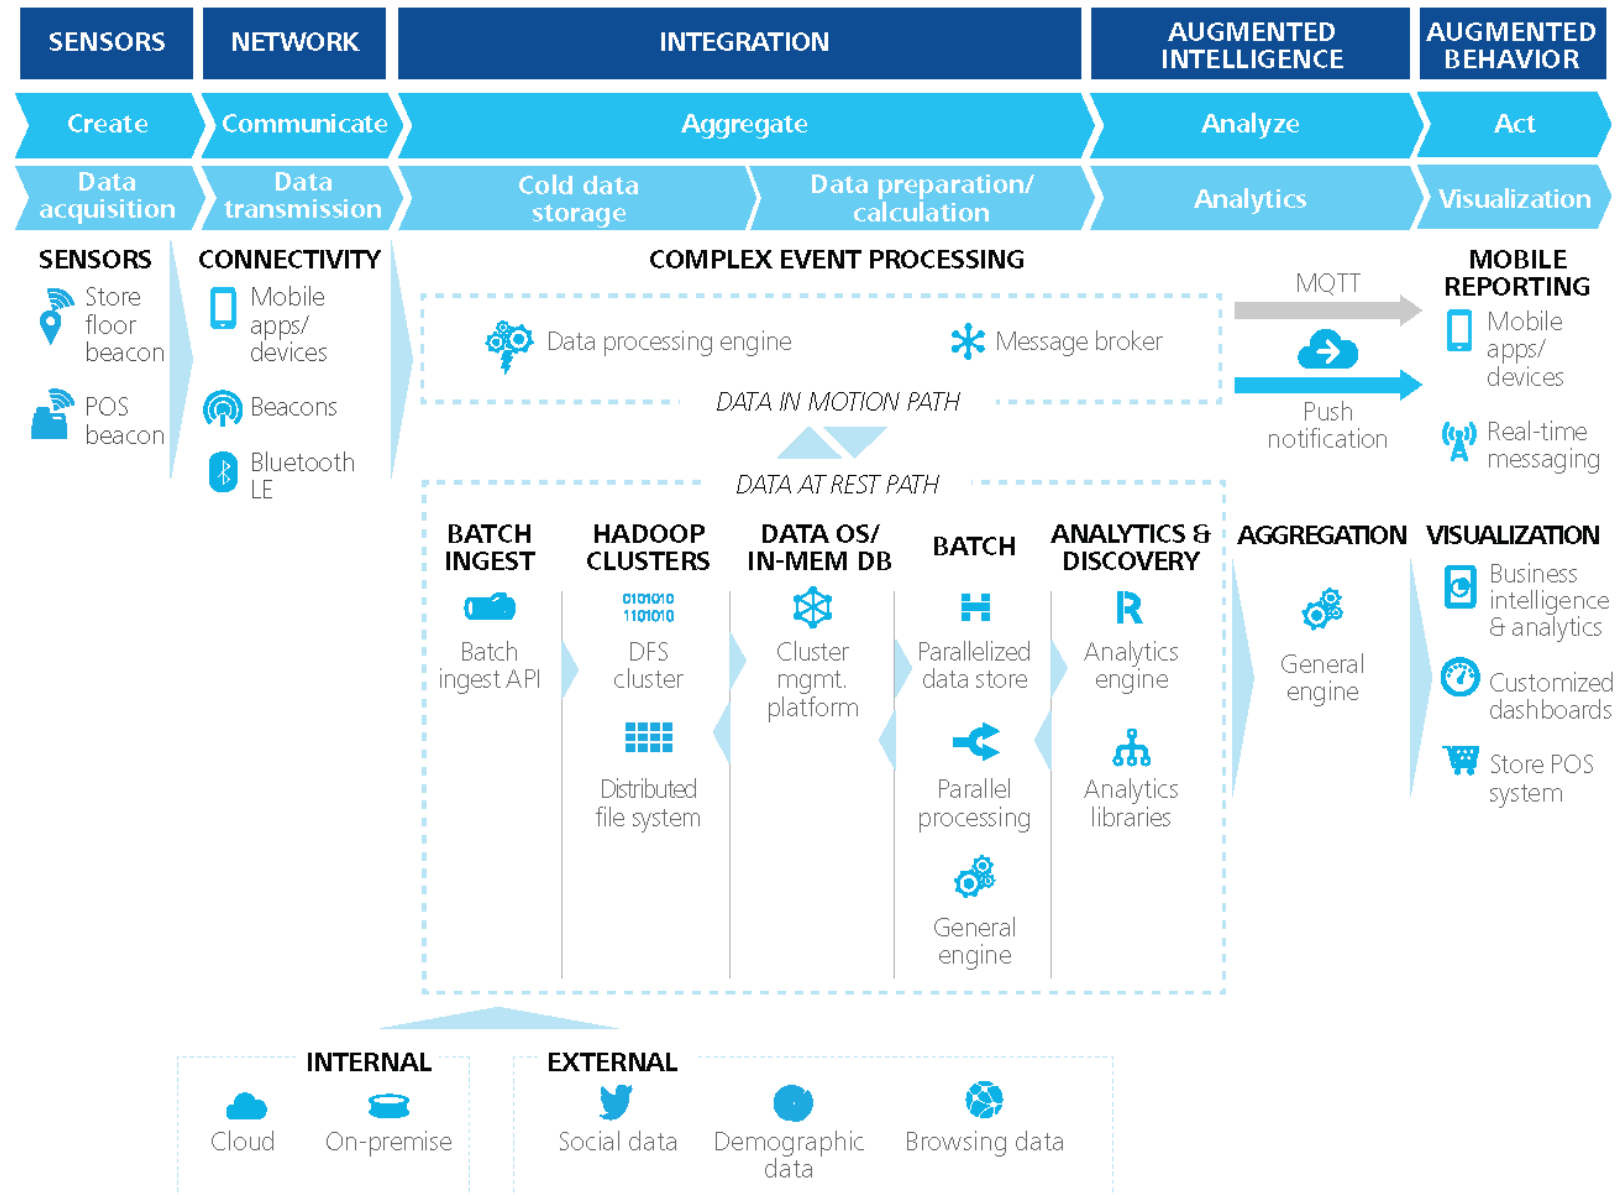 SENSORS
NETWORK
INTEGRATION
AUGMENTED
INTELLIGENCE
AUGMENTED
BEHAVIOR
Create
Communicate
Aggregate
Analyze
Act
Data
acquisition
Data
transmission
Cold data
storage
Data preparation/
calculation
Analytics
Visualization
SENSORS
Store
floor
beacon
POS
beacon
CONNECTIVITY
Mobile
apps/
devices
Beacons
Bluetooth
LE
COMPLEX EVENT PROCESSING
Data processing engine
Message broker
DATA IN MOTION PATH
MQTT
Push
notification
MOBILE
REPORTING
Mobile
apps/
devices
Real-time
messaging
DATA AT REST PATH
BATCH
INGEST
Batch
ingest API
HADOOP
CLUSTERS
0101010
1101010
DFS
cluster
Distributed
file system
DATA OS/
IN-MEM DB
Cluster
mgmt.
platform
BATCH
Parallelized
data store
Parallel
processing
General
engine
ANALYTICS &
DISCOVERY
R
Analytics
engine
Analytics
libraries
AGGREGATION
General
engine
VISUALIZATION
Business
intelligence
& analytics
Customized
dashboards
Store POS
system
INTERNAL
Cloud
On-premise
EXTERNAL
Social data
Demographic
data
Browsing data